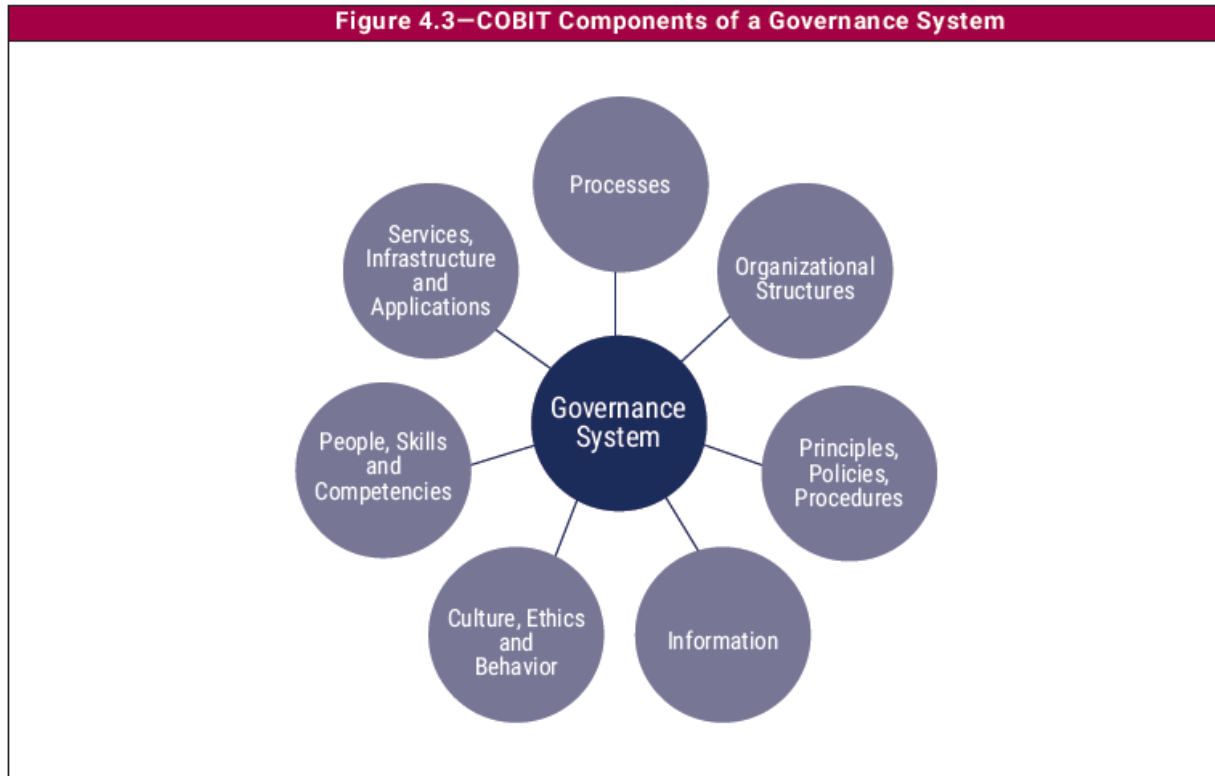 Figure 4.3—COBIT Components of a Governance System
Processes
Organizational
Structures
Principles,
Policies,
Procedures
Information
Culture, Ethics
and
Behavior
People, Skills
and
Competencies
Services,
Infrastructure
and
Applications
Governance
System